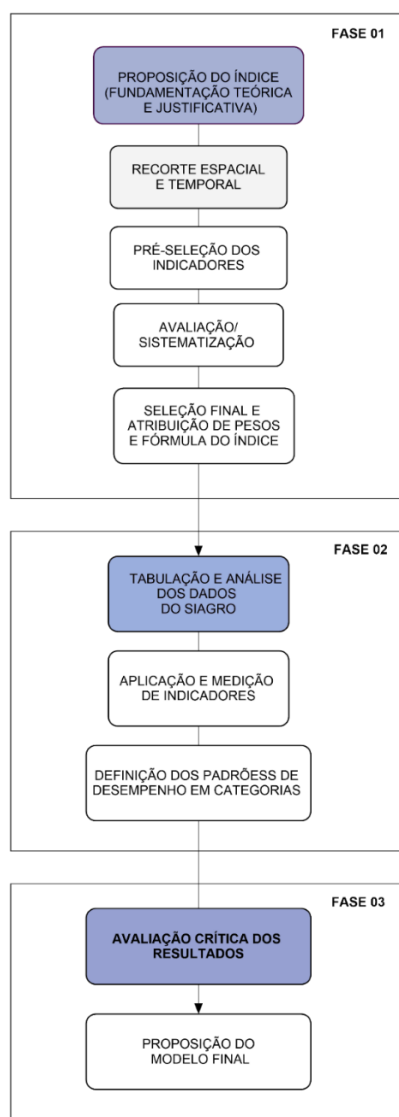 FASE 01
PROPOSIÇÃO DO ÍNDICE
(FUNDAMENTAÇÃO TEÓRICA
E JUSTIFICATIVA)
RECORTE ESPACIAL
E TEMPORAL
PRÉ-SELEÇÃO DOS
INDICADORES
AVALIAÇÃO/
SISTEMATIZAÇÃO
SELEÇÃO FINAL E
ATRIBUIÇÃO DE PESOS
E FÓRMULA DO ÍNDICE
FASE 02
TABULAÇÃO E ANÁLISE
DOS DADOS
DO SIAGRO
APLICAÇÃO E MEDIÇÃO
DE INDICADORES
DEFINIÇÃO DOS PADRÕESS DE
DESEMPENHO EM CATEGORIAS
FASE 03
AVALIAÇÃO CRÍTICA DOS
RESULTADOS
PROPOSIÇÃO DO
MODELO FINAL